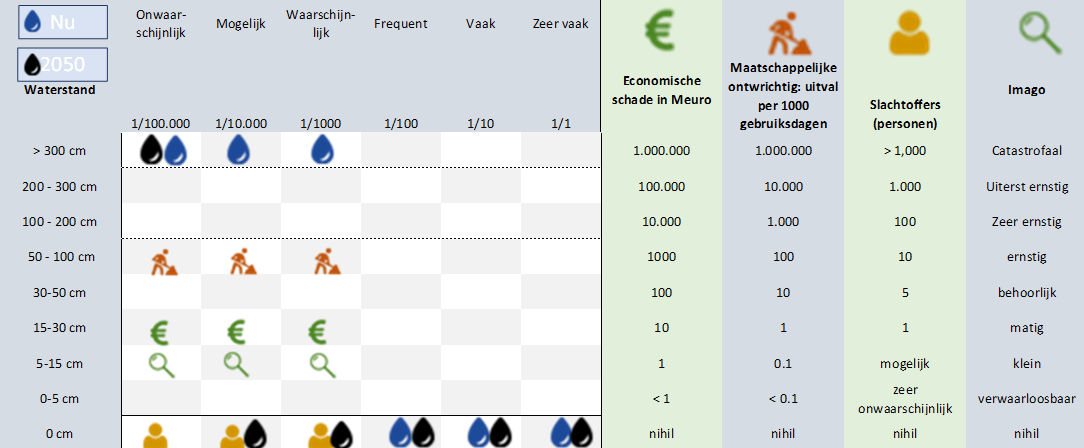 Nu
2050
Waterstand
Onwaar-
schijnlijk
Mogelijk
Waarschijn-
lijk
Frequent
Vaak
Zeer vaak
1/100.000
1/10.000
1/1000
1/100
1/10
1/1
Economische
schade in Meuro
Maatschappelijke
ontwrichtig: uitval
per 1000
gebruiksdagen
Slachtoffers
(personen)
Imago
> 300 cm
1.000.000
1.000.000
> 1,000
Catastrofaal
200 - 300 cm
100.000
10.000
1.000
Uiterst ernstig
100 - 200 cm
10.000
1.000
100
Zeer ernstig
50 - 100 cm
1000
100
10
ernstig
30-50 cm
100
10
5
behoorlijk
15-30 cm
10
1
1
matig
5-15 cm
1
0.1
mogelijk
klein
0-5 cm
< 1
< 0.1
zeer
onwaarschijnlijk
verwaarloosbaar
0 cm
nihil
nihil
nihil
nihil